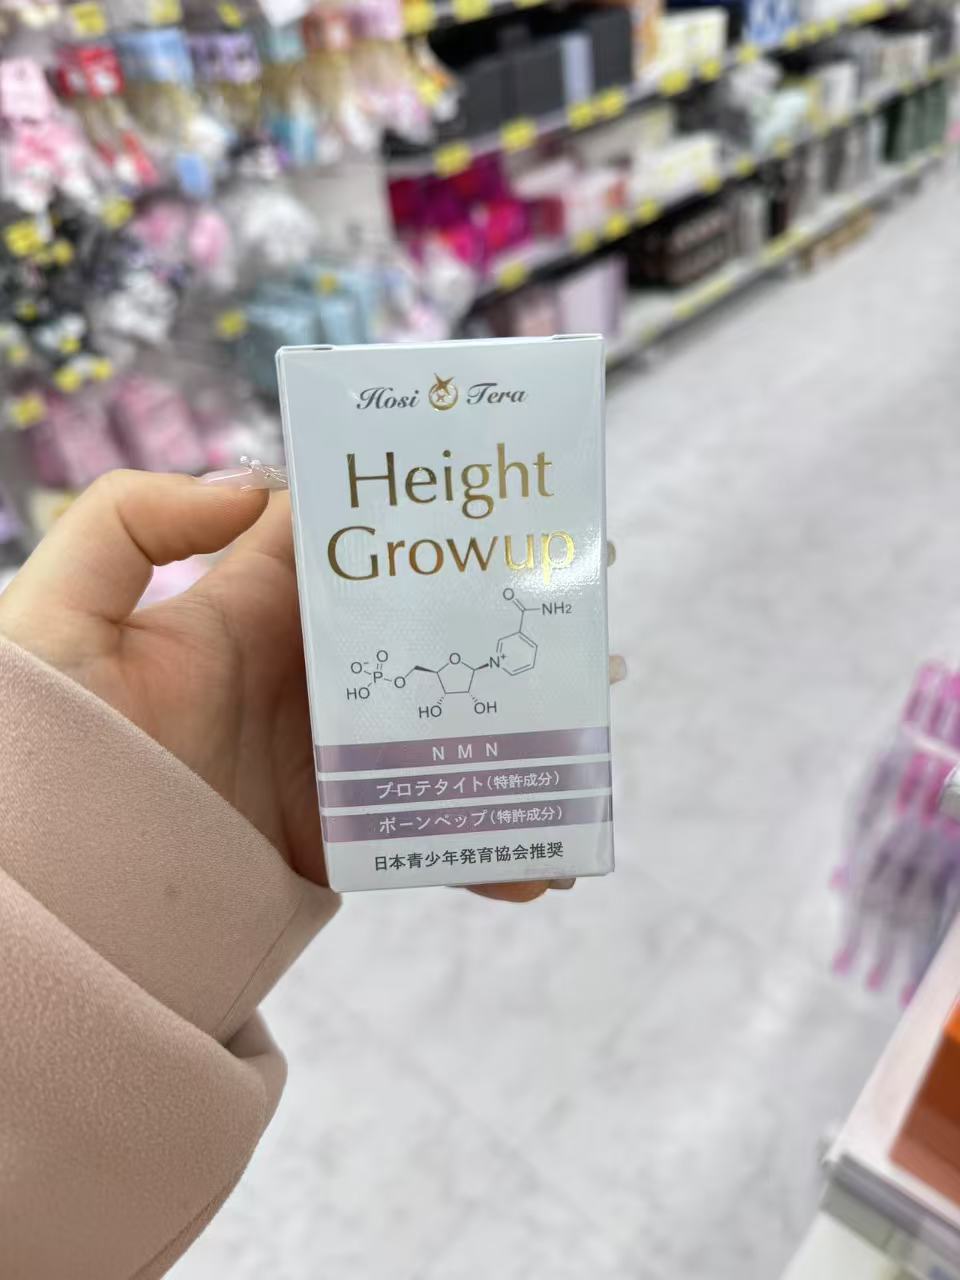 Hosi Tera
Height
Growup
O
NH2
O⁻
O
P
HO
O
O
N⁺
HO
OH
NMN
プロテタイト(特許成分)
ボーンペップ(特許成分)
日本青少年発育協会推奨